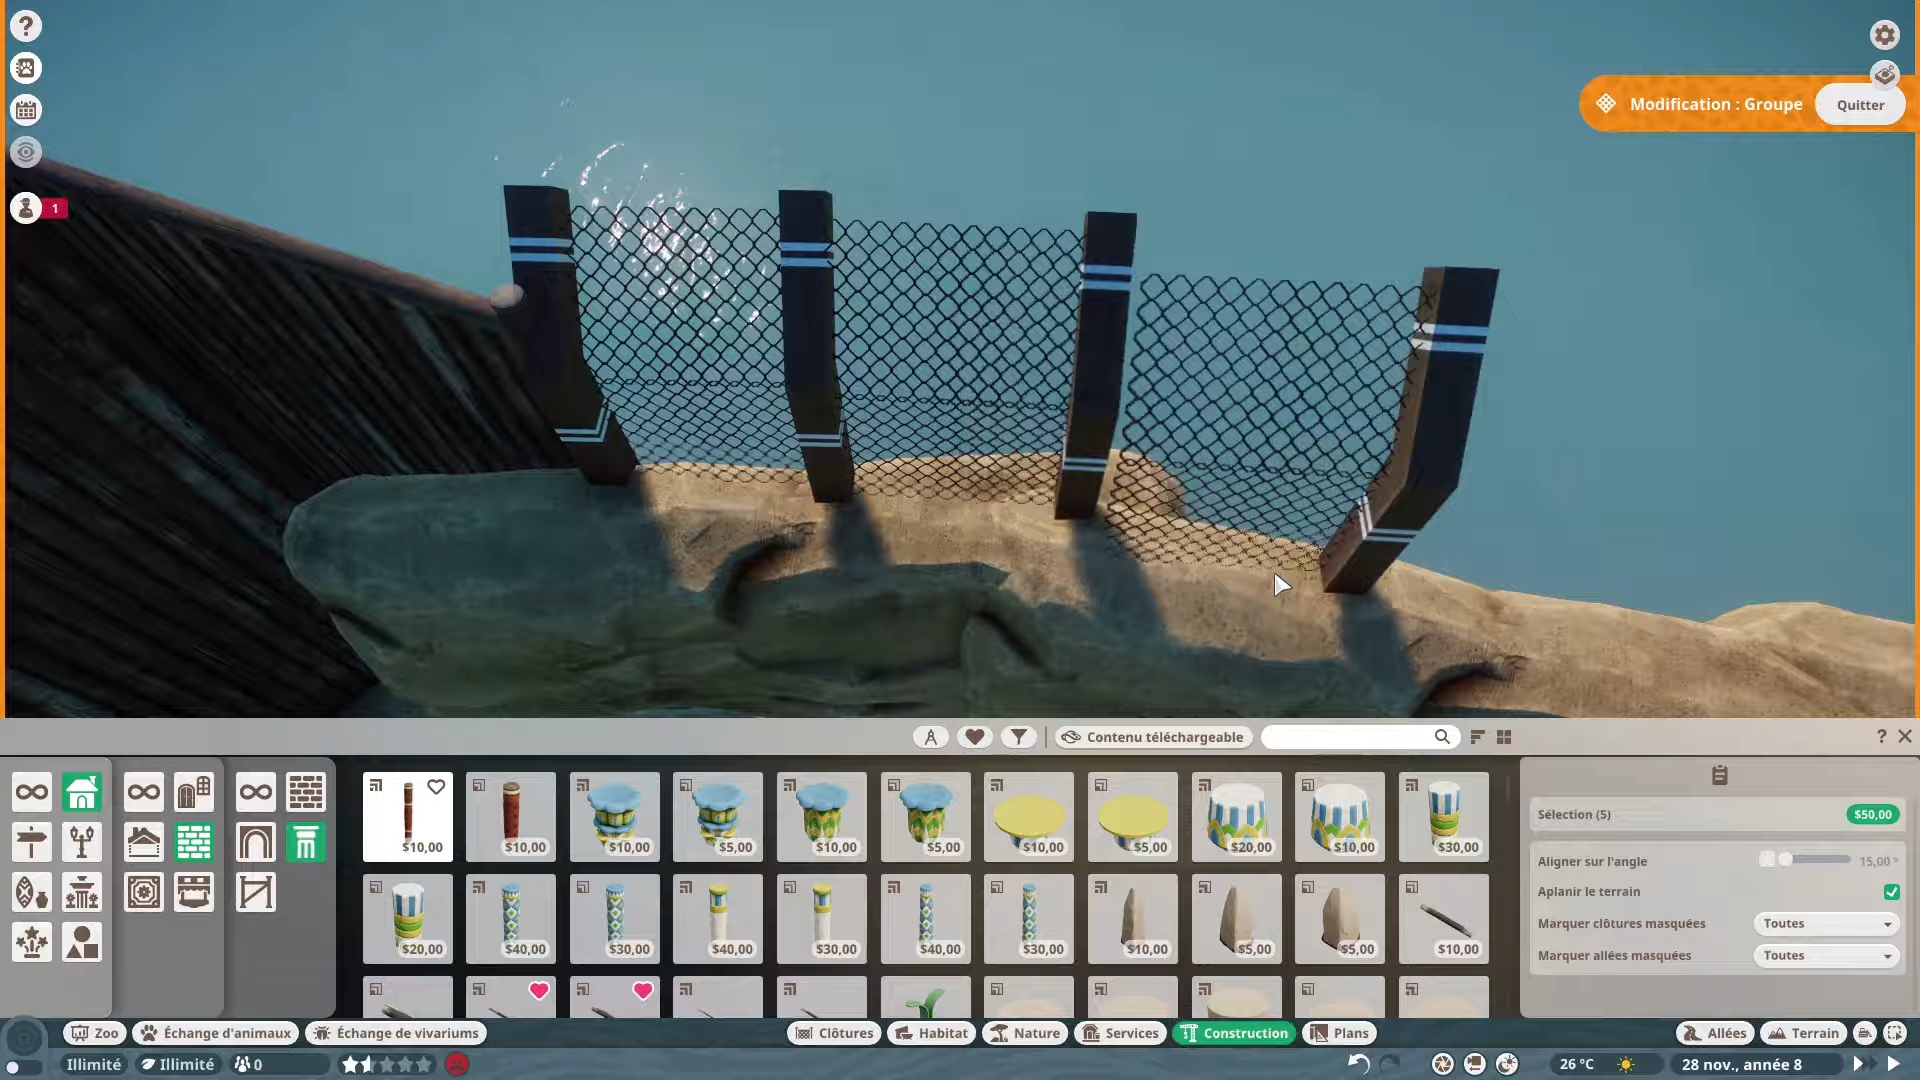 ?
Modification : Groupe
Quitter
1
Contenu téléchargeable
?
$10,00
$10,00
$10,00
$5,00
$10,00
$5,00
$10,00
$5,00
$20,00
$10,00
$30,00
$20,00
$40,00
$30,00
$40,00
$30,00
$40,00
$30,00
$10,00
$5,00
$5,00
$10,00
Sélection (5)
$50,00
Aligner sur l'angle
15,00 °
Aplanir le terrain
Marquer clôtures masquées
Toutes
Marquer allées masquées
Toutes
Zoo
Échange d'animaux
Échange de vivariums
Clôtures
Habitat
Nature
Services
Construction
Plans
Allées
Terrain
Illimité
Illimité
0
26 °C
28 nov., année 8